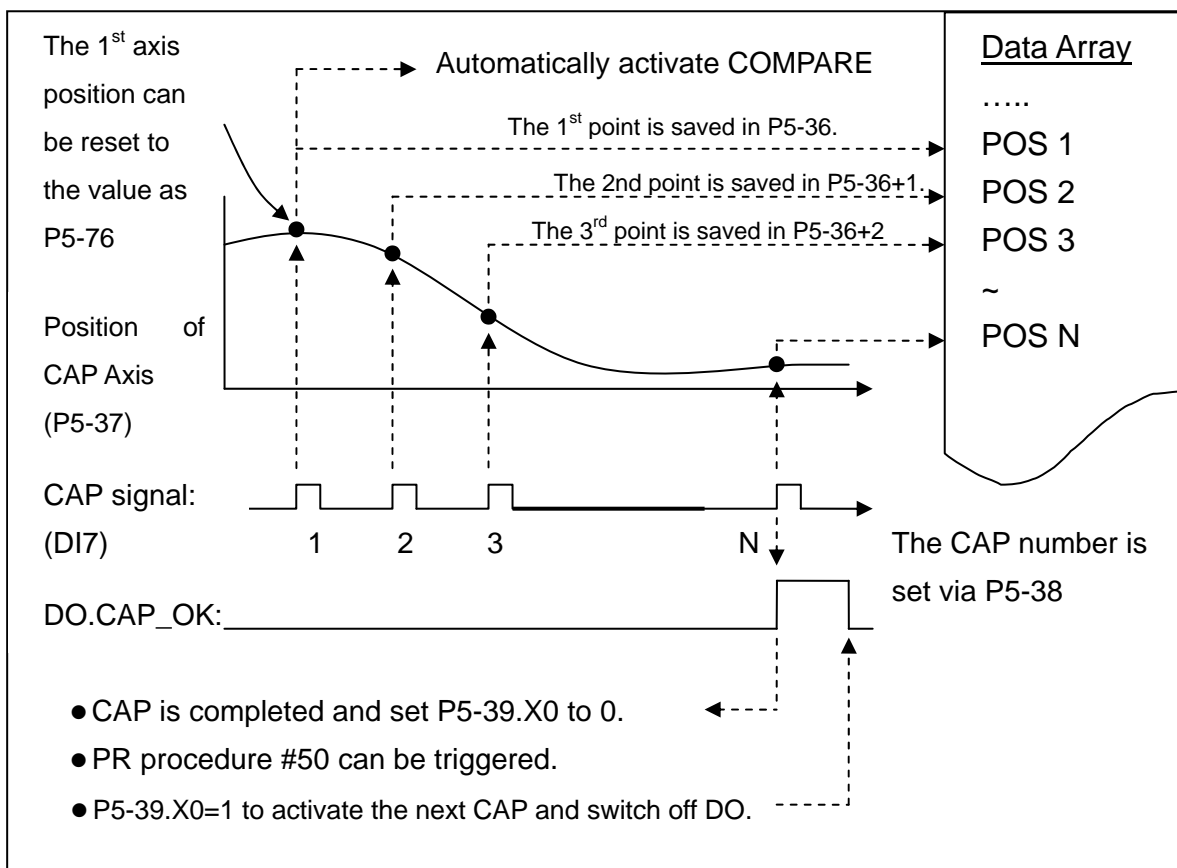 The 1st axis
position can
be reset to
the value as
P5-76
Automatically activate COMPARE
The 1st point is saved in P5-36.
The 2nd point is saved in P5-36+1.
The 3rd point is saved in P5-36+2
Data Array
…..
POS 1
POS 2
POS 3
~
POS N
Position of
CAP Axis
(P5-37)
CAP signal:
(DI7)
1 2 3 N
The CAP number is
set via P5-38
DO.CAP_OK:
● CAP is completed and set P5-39.X0 to 0.
● PR procedure #50 can be triggered.
● P5-39.X0=1 to activate the next CAP and switch off DO.